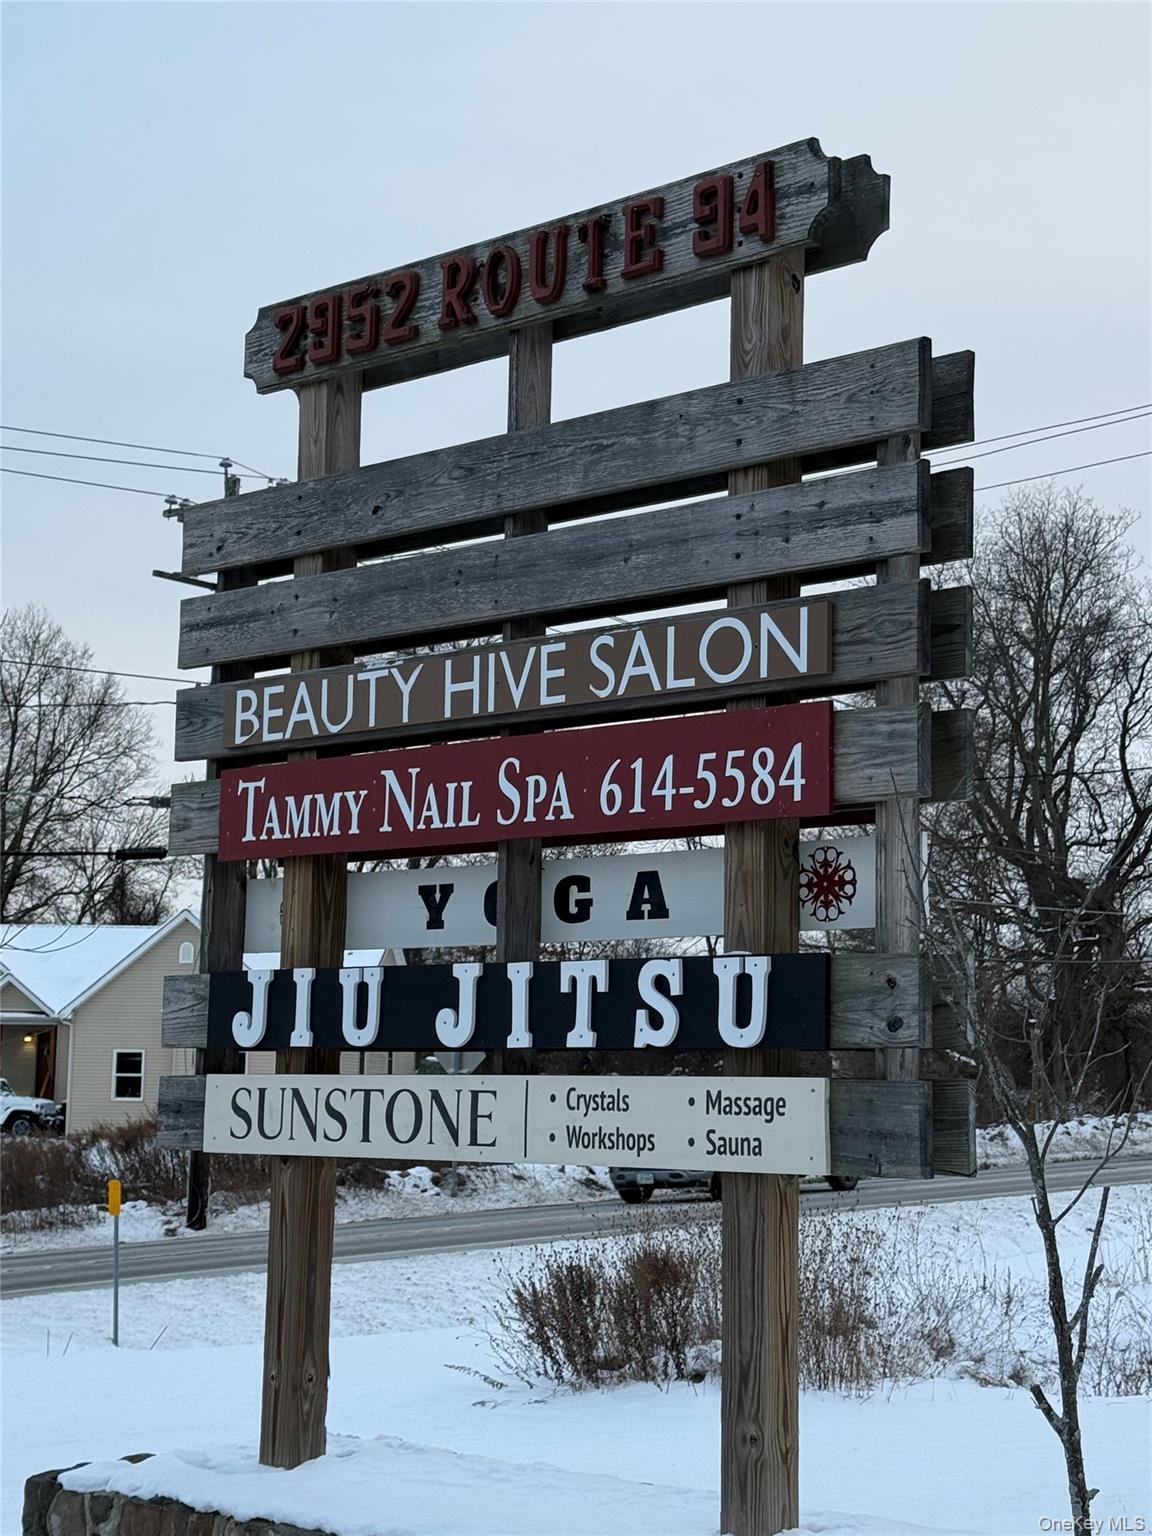 2952 ROUTE 94
BEAUTY HIVE SALON
TAMMY NAIL SPA 614-5584
YOGA
JIU JITSU
SUNSTONE
• Crystals
• Workshops
• Massage
• Sauna
OneKey MLS